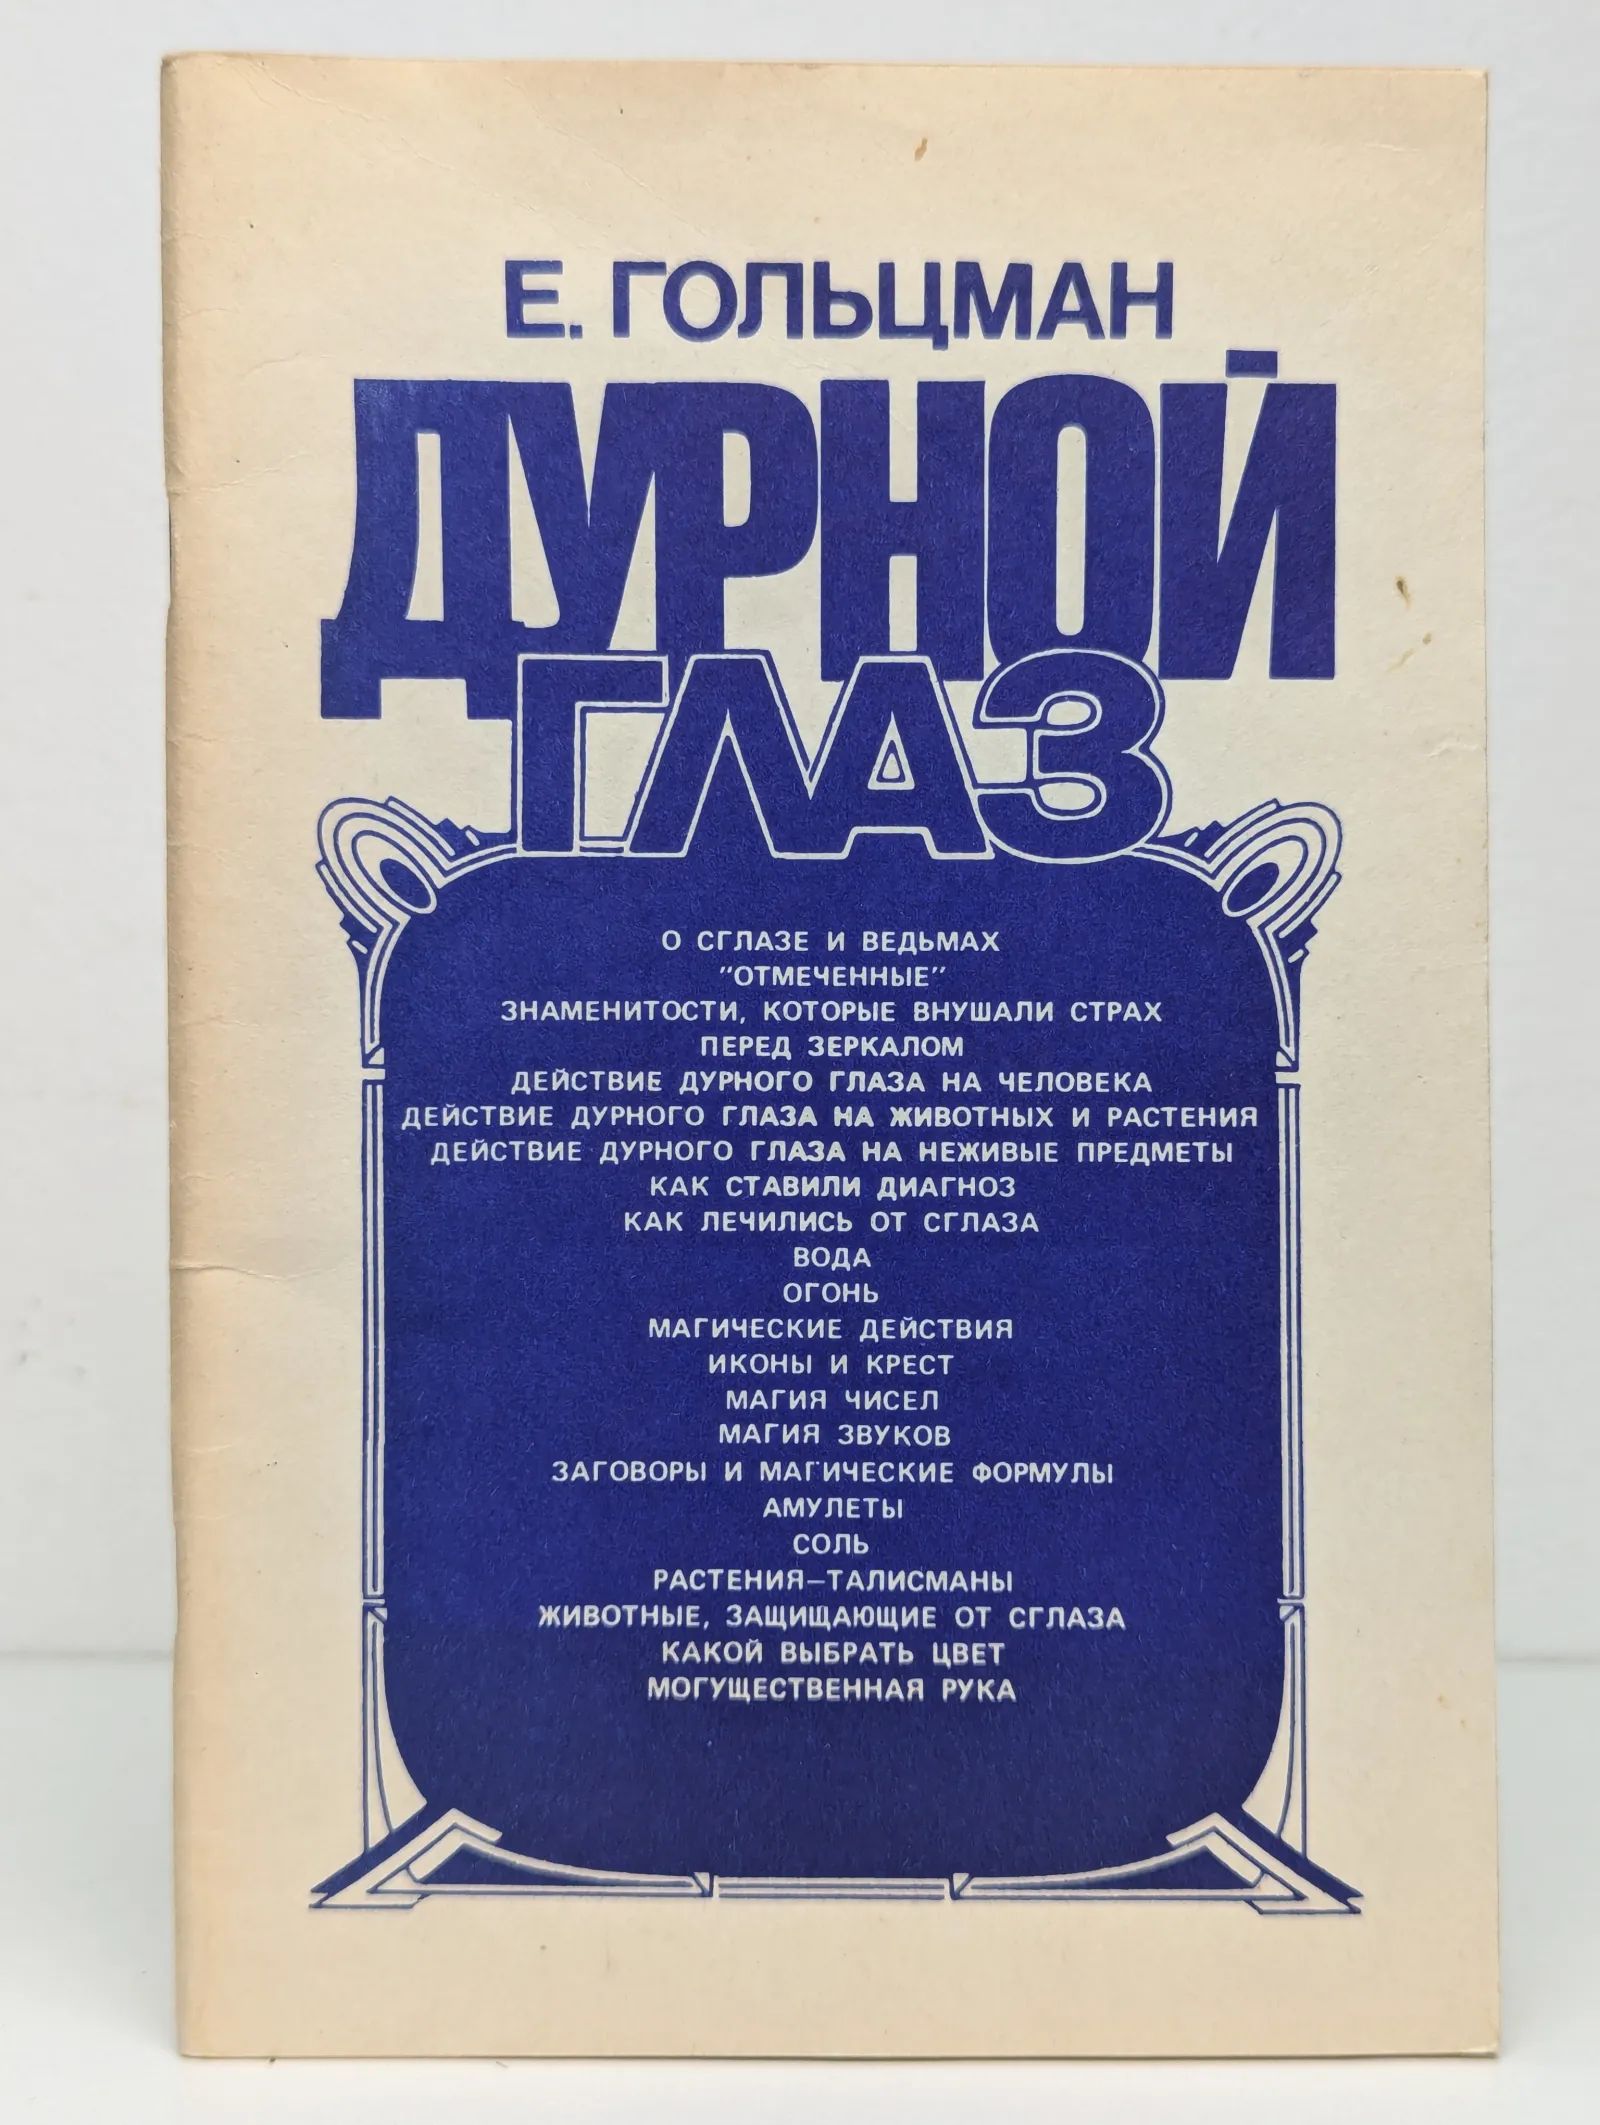 Е. ГОЛЬЦМАН
ДУРНОЙ
ГЛАЗ
О СГЛАЗЕ И ВЕДЬМАХ
"ОТМЕЧЕННЫЕ"
ЗНАМЕНИТОСТИ, КОТОРЫЕ ВНУШАЛИ СТРАХ
ПЕРЕД ЗЕРКАЛОМ
ДЕЙСТВИЕ ДУРНОГО ГЛАЗА НА ЧЕЛОВЕКА
ДЕЙСТВИЕ ДУРНОГО ГЛАЗА НА ЖИВОТНЫХ И РАСТЕНИЯ
ДЕЙСТВИЕ ДУРНОГО ГЛАЗА НА НЕЖИВЫЕ ПРЕДМЕТЫ
КАК СТАВИЛИ ДИАГНОЗ
КАК ЛЕЧИЛИСЬ ОТ СГЛАЗА
ВОДА
ОГОНЬ
МАГИЧЕСКИЕ ДЕЙСТВИЯ
ИКОНЫ И КРЕСТ
МАГИЯ ЧИСЕЛ
МАГИЯ ЗВУКОВ
ЗАГОВОРЫ И МАГИЧЕСКИЕ ФОРМУЛЫ
АМУЛЕТЫ
СОЛЬ
РАСТЕНИЯ–ТАЛИСМАНЫ
ЖИВОТНЫЕ, ЗАЩИЩАЮЩИЕ ОТ СГЛАЗА
КАКОЙ ВЫБРАТЬ ЦВЕТ
МОГУЩЕСТВЕННАЯ РУКА